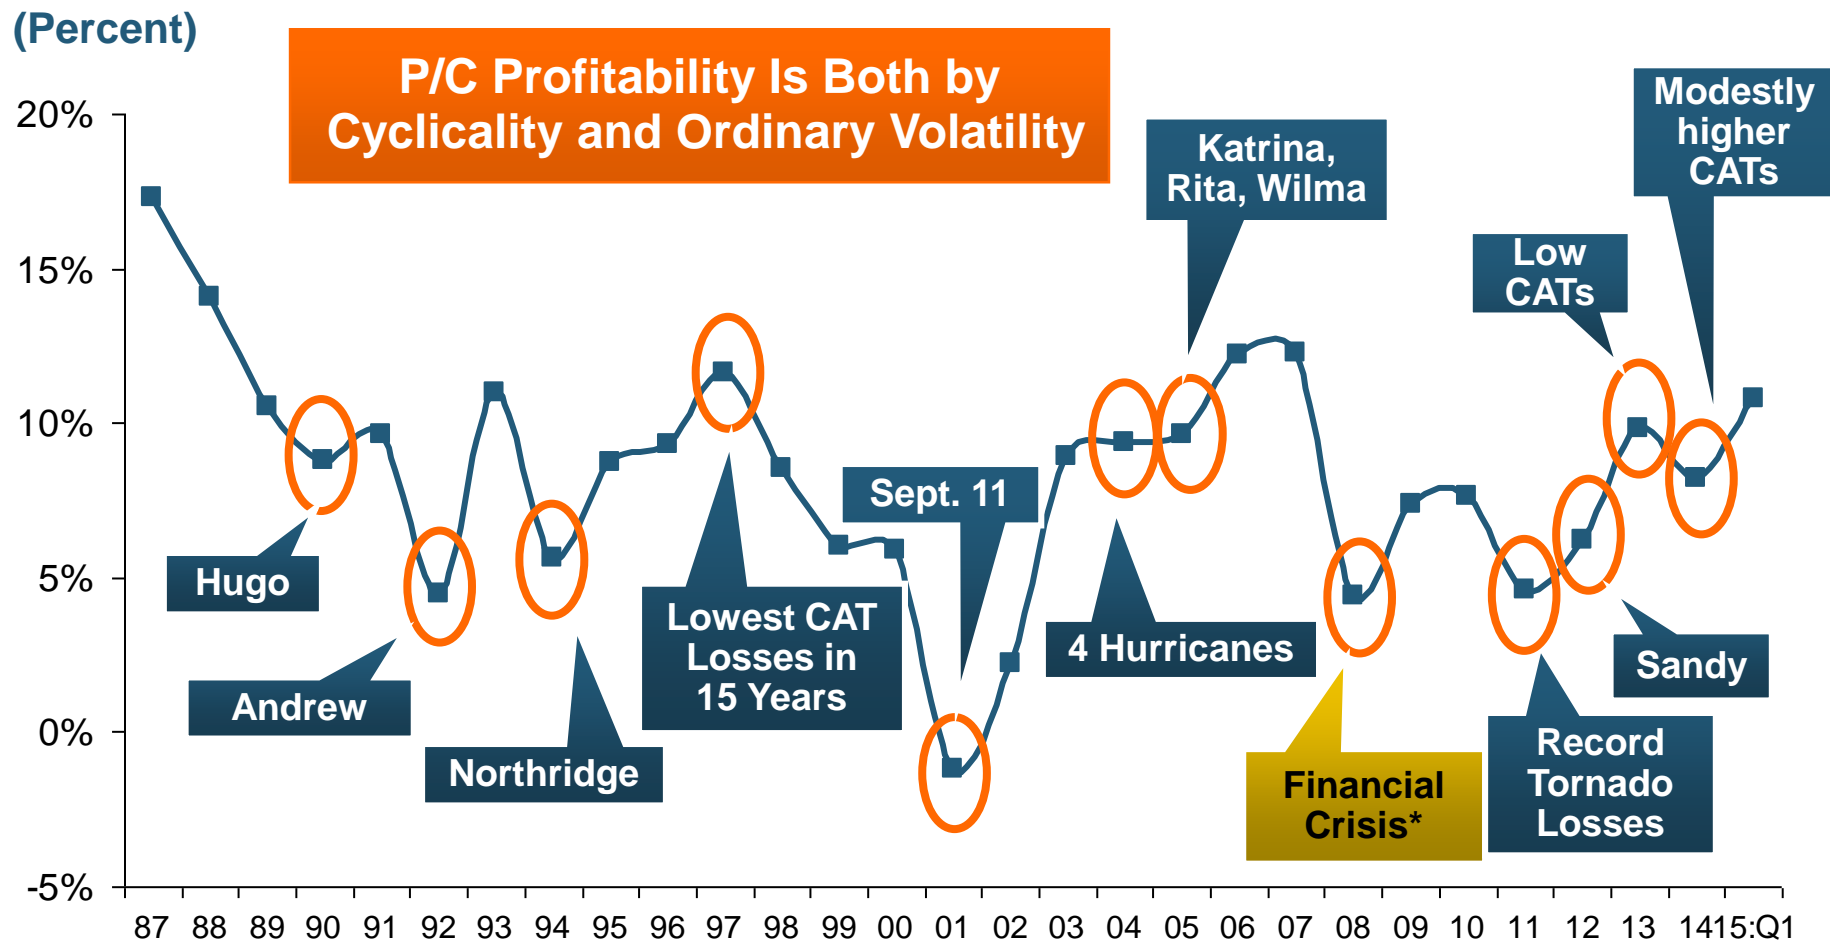 (Percent)
P/C Profitability Is Both by
Cyclicality and Ordinary Volatility
Modestly
higher
CATs
Katrina,
Rita, Wilma
Low
CATs
20%
15%
10%
5%
0%
-5%
Sept. 11
Hugo
Lowest CAT
Losses in
15 Years
4 Hurricanes
Sandy
Andrew
Northridge
Financial
Crisis*
Record
Tornado
Losses
87 88 89 90 91 92 93 94 95 96 97 98 99 00 01 02 03 04 05 06 07 08 09 10 11 12 13 14 15:Q1